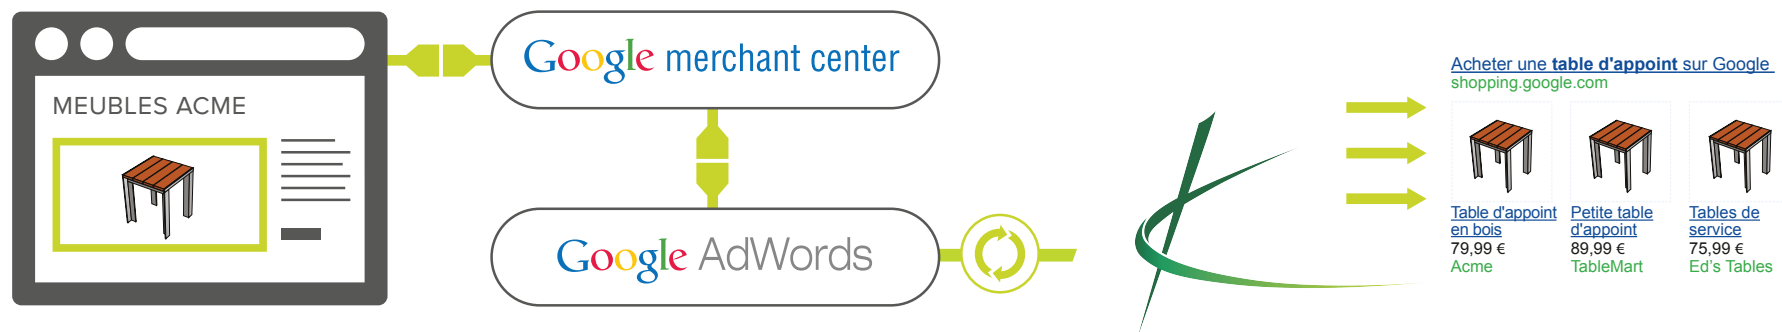 MEUBLES ACME
Google merchant center
Google AdWords
Acheter une table d'appoint sur Google
shopping.google.com
Table d'appoint
en bois
79,99 €
Acme
Petite table
d'appoint
89,99 €
TableMart
Tables de
service
75,99 €
Ed's Tables